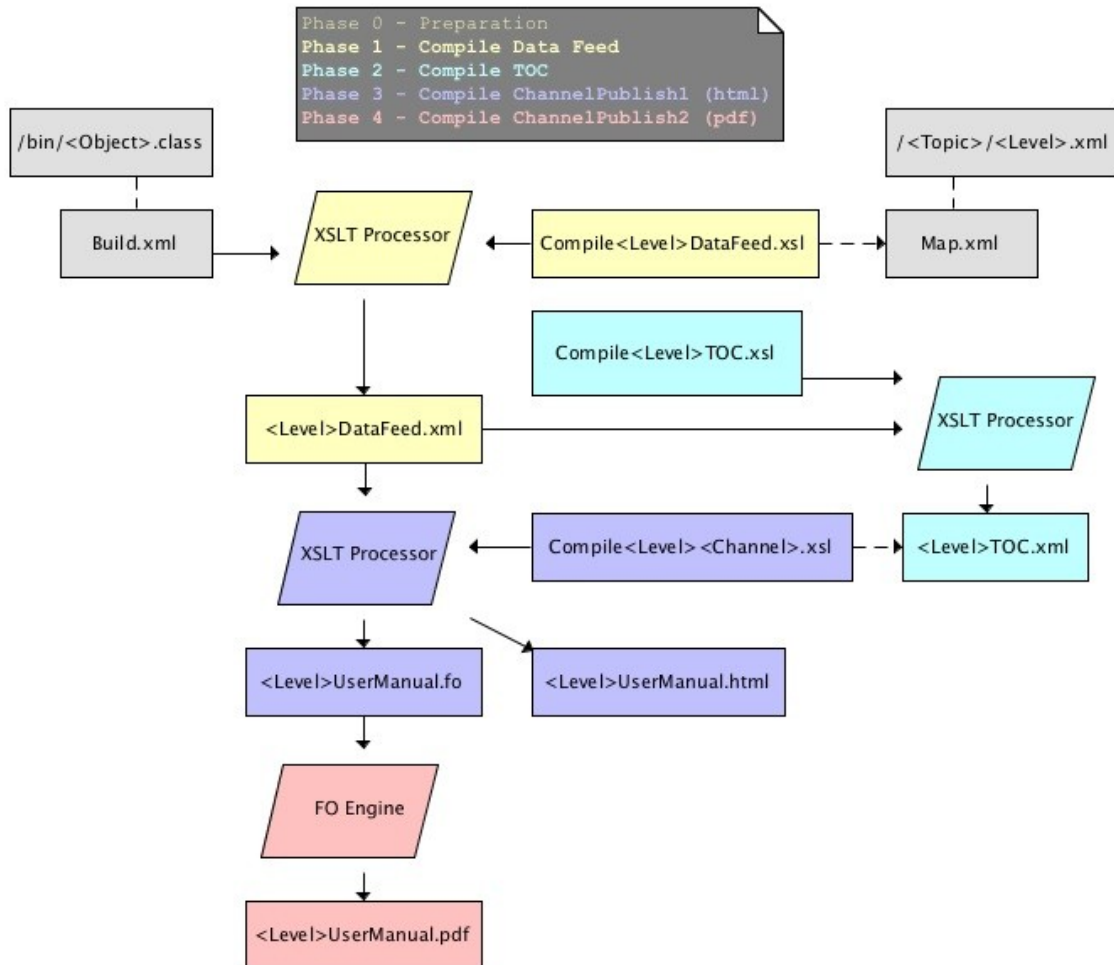 Phase 0 - Preparation
Phase 1 - Compile Data Feed
Phase 2 - Compile TOC
Phase 3 - Compile ChannelPublish1 (html)
Phase 4 - Compile ChannelPublish2 (pdf)
/bin/<Object>.class
/<Topic>/<Level>.xml
Build.xml
XSLT Processor
Compile<Level>DataFeed.xsl
Map.xml
Compile<Level>TOC.xsl
<Level>DataFeed.xml
XSLT Processor
XSLT Processor
Compile<Level><Channel>.xsl
<Level>TOC.xml
<Level>UserManual.fo
<Level>UserManual.html
FO Engine
<Level>UserManual.pdf